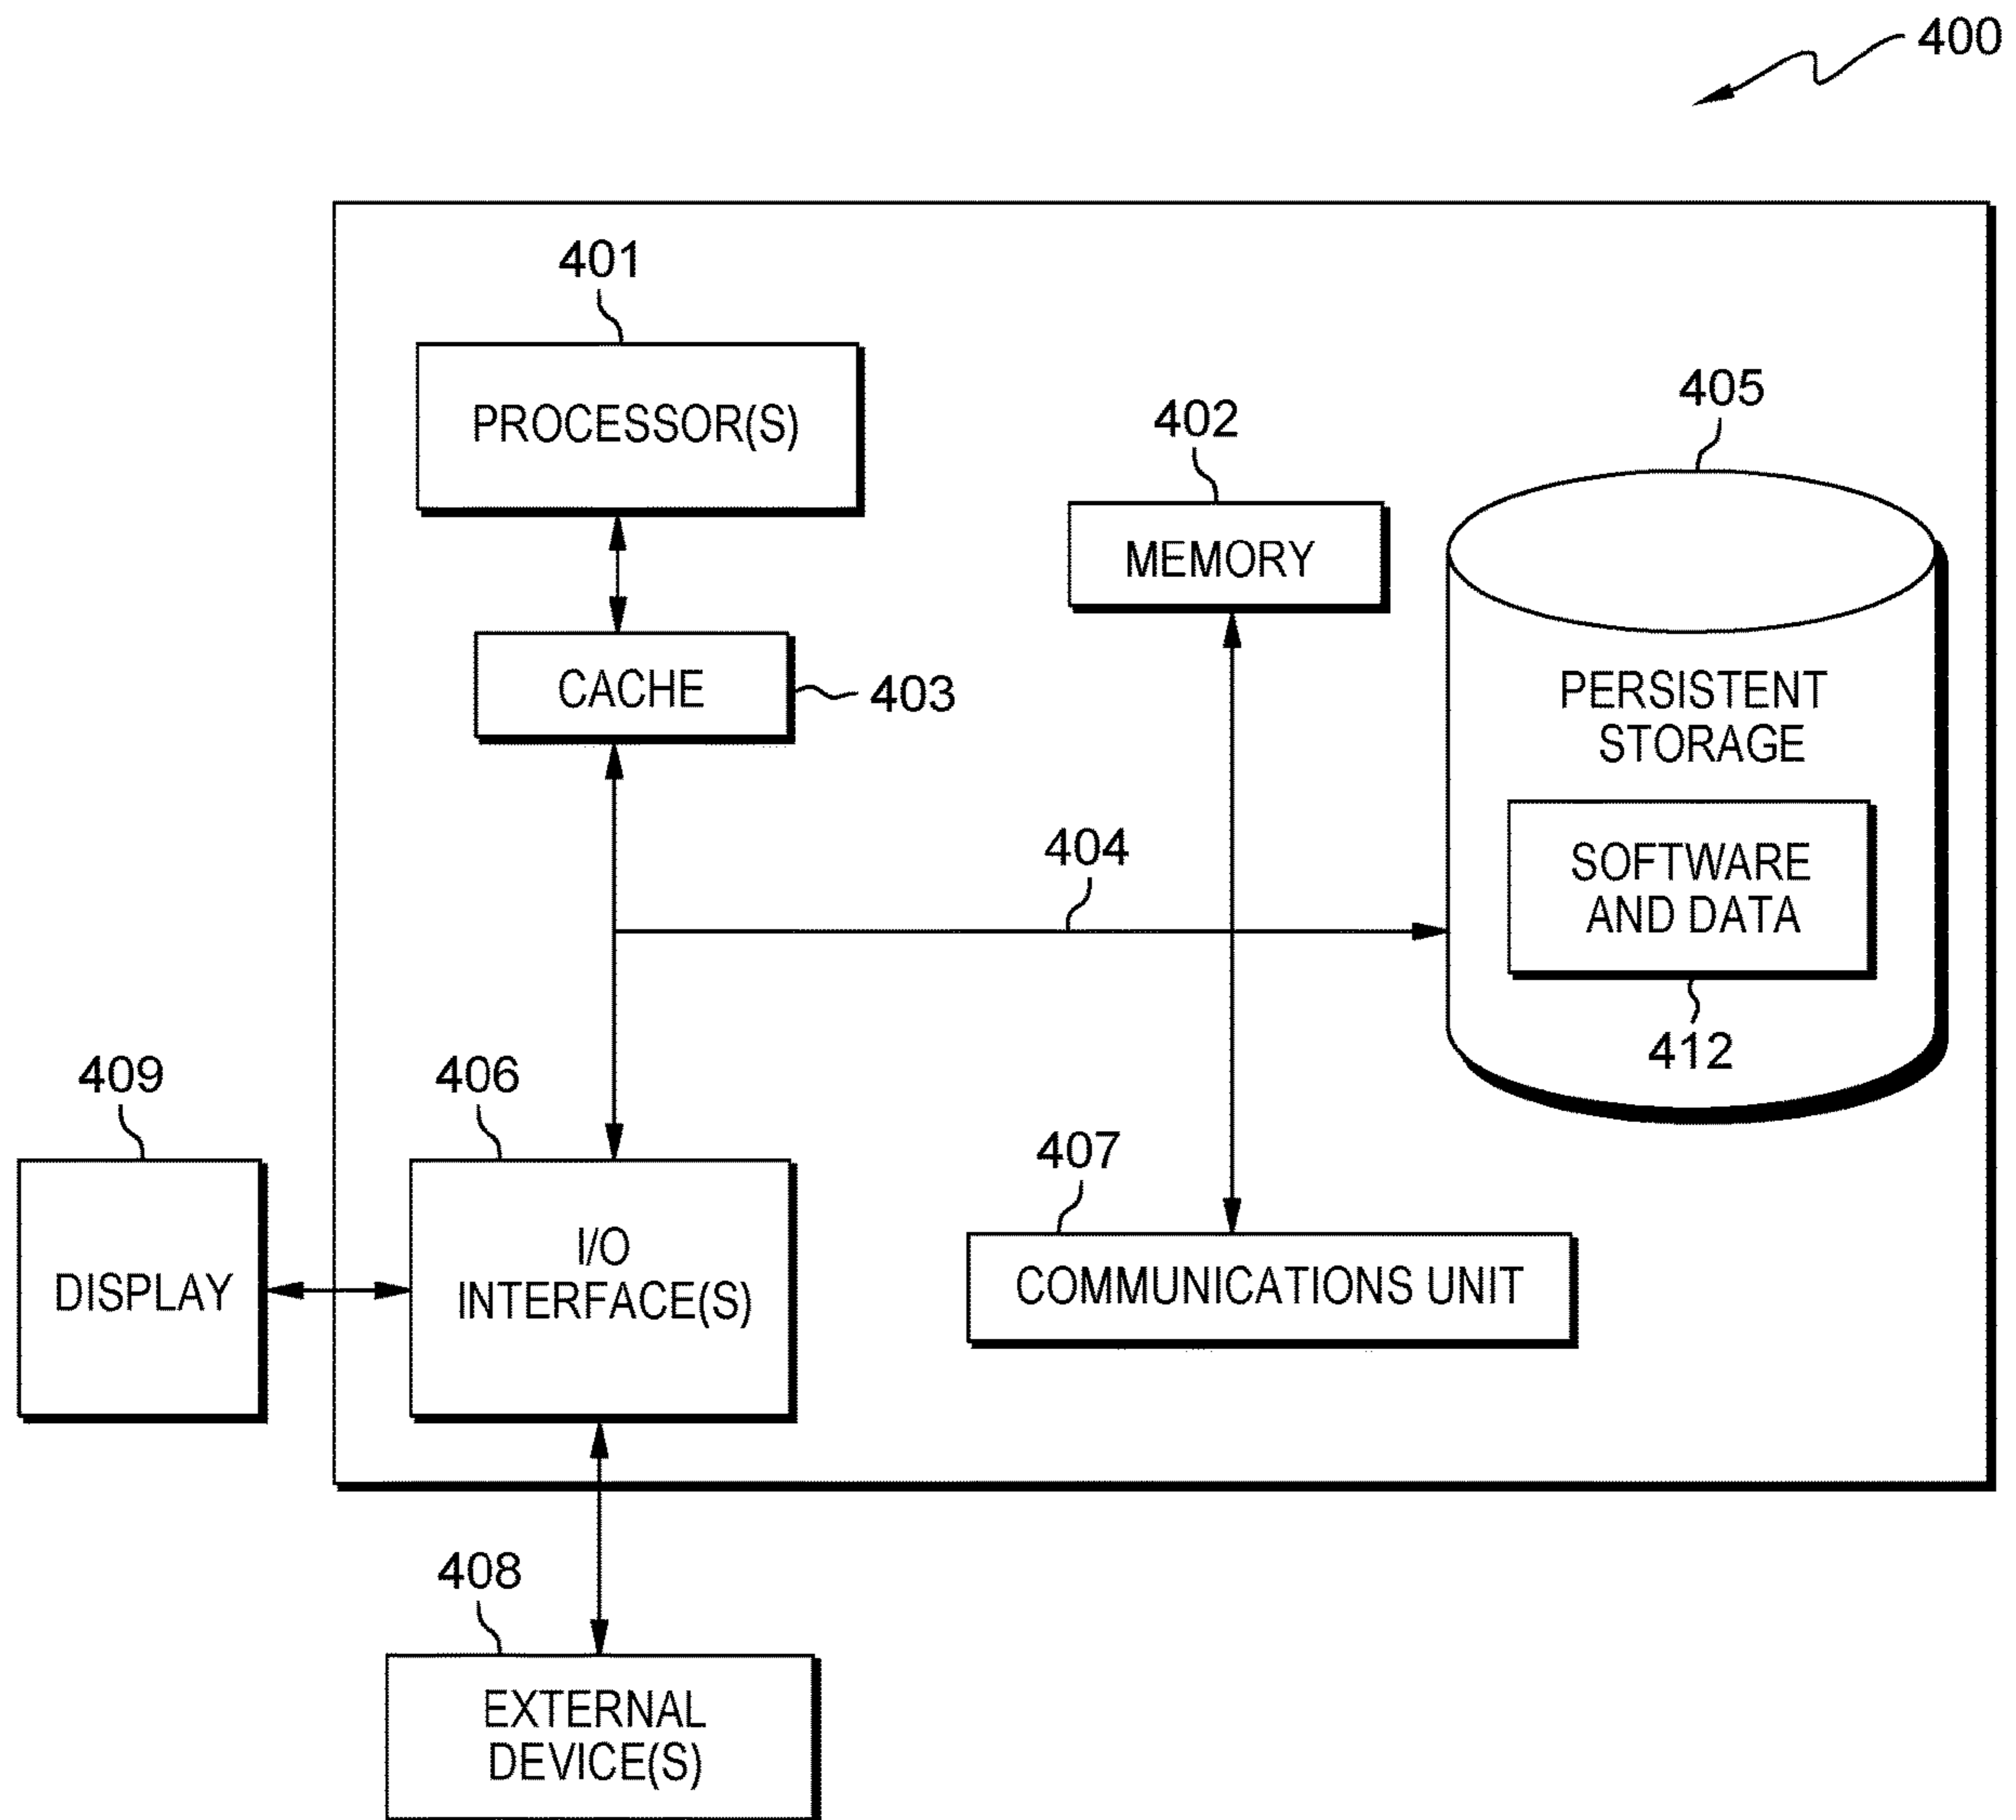 400
401
PROCESSOR(S)
405
402
MEMORY
CACHE
403
PERSISTENT
STORAGE
404
SOFTWARE
AND DATA
412
409
406
407
DISPLAY
I/O
INTERFACE(S)
COMMUNICATIONS UNIT
408
EXTERNAL
DEVICE(S)